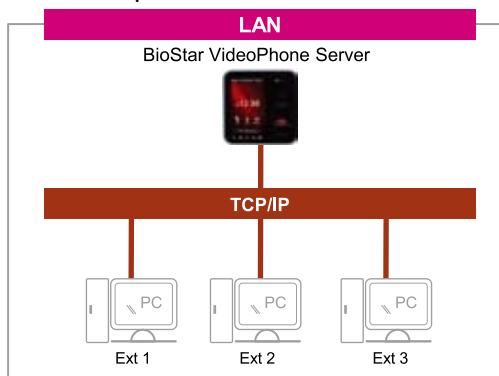 LAN
BioStar VideoPhone Server
TCP/IP
PC PC PC
Ext 1 Ext 2 Ext 3